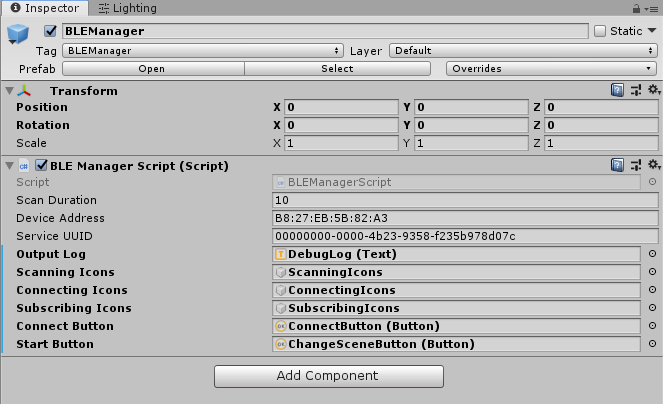 Inspector Lighting
BLEManager Static
Tag BLEManager Layer Default
Prefab Open Select Overrides
Transform
Position X 0 Y 0 Z 0
Rotation X 0 Y 0 Z 0
Scale X 1 Y 1 Z 1
BLE Manager Script (Script)
Script BLEManagerScript
Scan Duration 10
Device Address B8:27:EB:5B:82:A3
Service UUID 00000000-0000-4b23-9358-f235b978d07c
Output Log DebugLog (Text)
Scanning Icons ScanningIcons
Connecting Icons ConnectingIcons
Subscribing Icons SubscribingIcons
Connect Button ConnectButton (Button)
Start Button ChangeSceneButton (Button)
Add Component